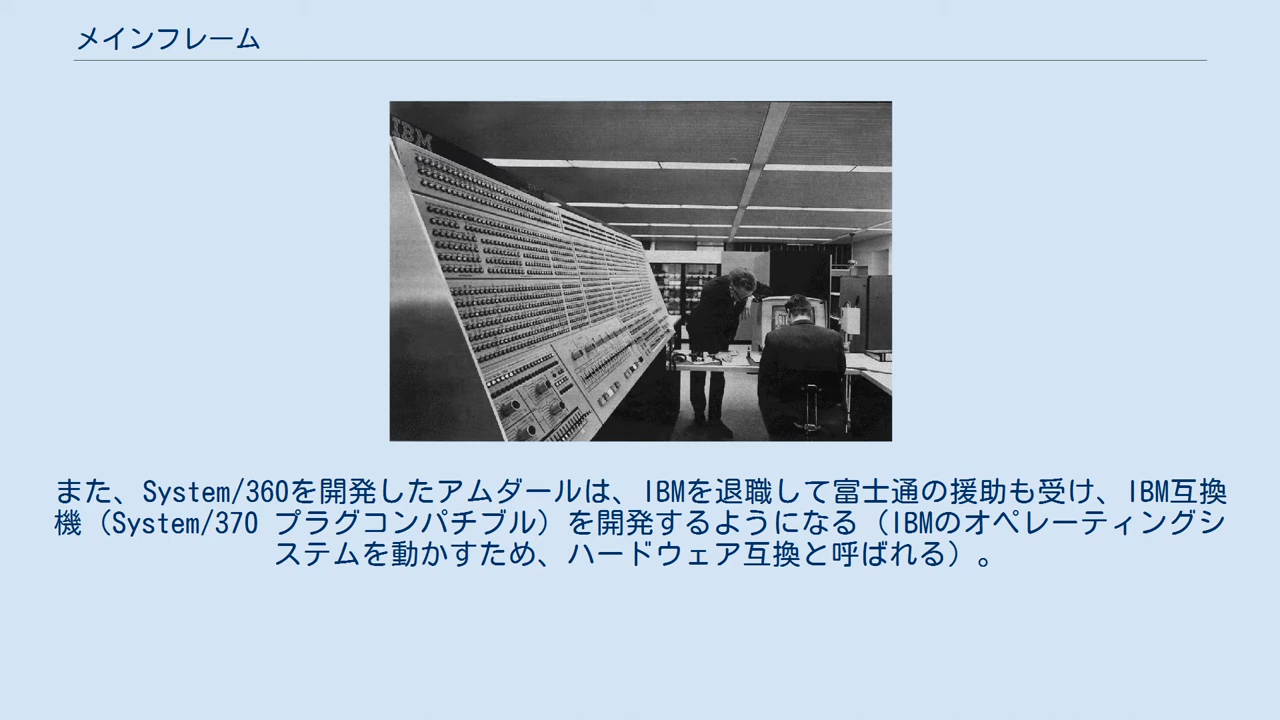 メインフレーム
IBM
また、System/360を開発したアムダールは、IBMを退職して富士通の援助も受け、IBM互換
機（System/370 プラグコンパチブル）を開発するようになる（IBMのオペレーティングシ
ステムを動かすため、ハードウェア互換と呼ばれる）。